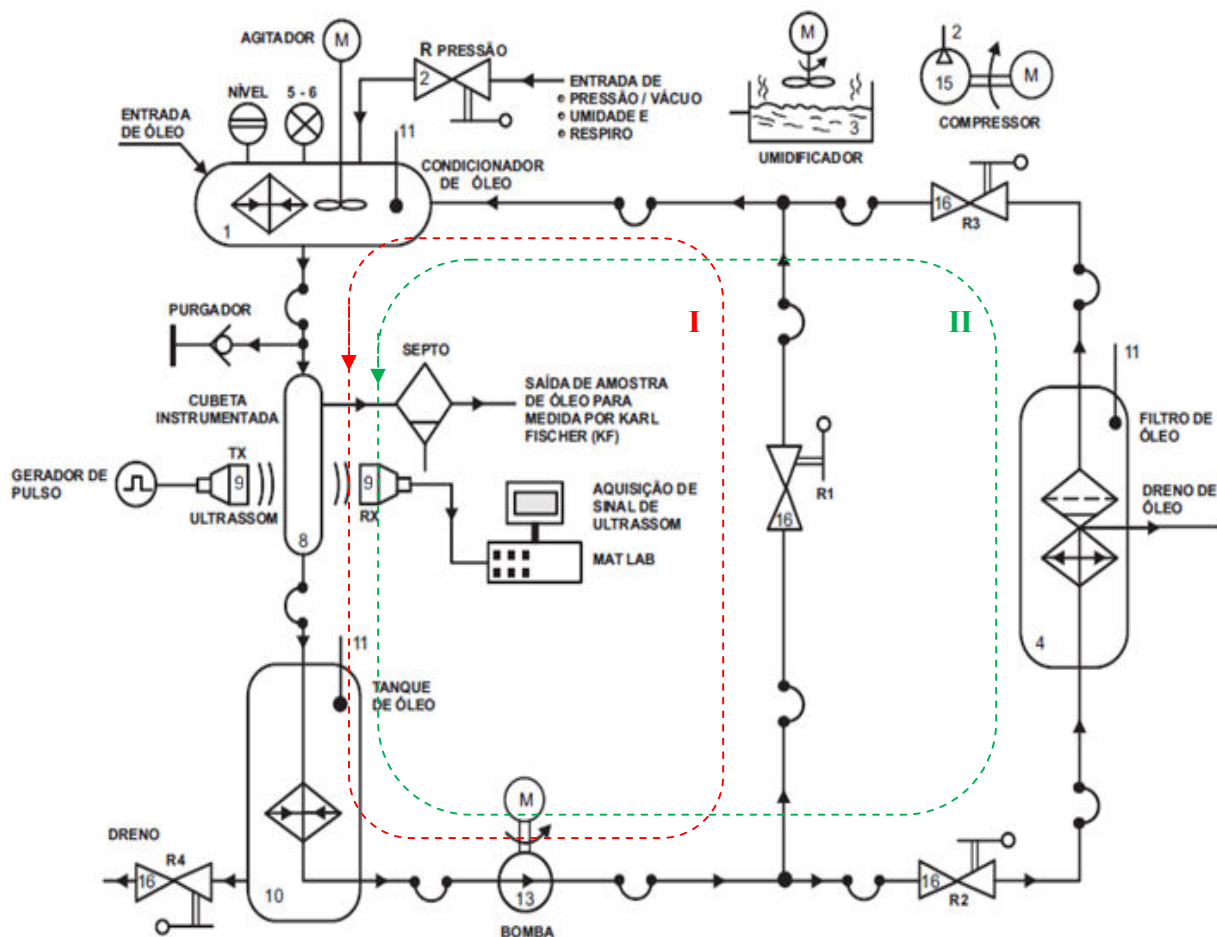 AGITADOR
M
R PRESSÃO
2
ENTRADA DE
PRESSÃO / VÁCUO
UMIDADE E
RESPIRO
M
3
UMIDIFICADOR
2
15
M
COMPRESSOR
NÍVEL
5 - 6
ENTRADA
DE ÓLEO
11
CONDICIONADOR
DE ÓLEO
1
16
R3
PURGADOR
I
II
SEPTO
SAÍDA DE AMOSTRA
DE ÓLEO PARA
MEDIDA POR KARL
FISCHER (KF)
CUBETA
INSTRUMENTADA
GERADOR DE
PULSO
TX
9
ULTRASSOM
8
9
RX
AQUISIÇÃO DE
SINAL DE
ULTRASSOM
MAT LAB
R1
16
11
FILTRO DE
ÓLEO
DRENO DE
ÓLEO
4
11
TANQUE
DE ÓLEO
DRENO
R4
16
10
M
13
BOMBA
16
R2